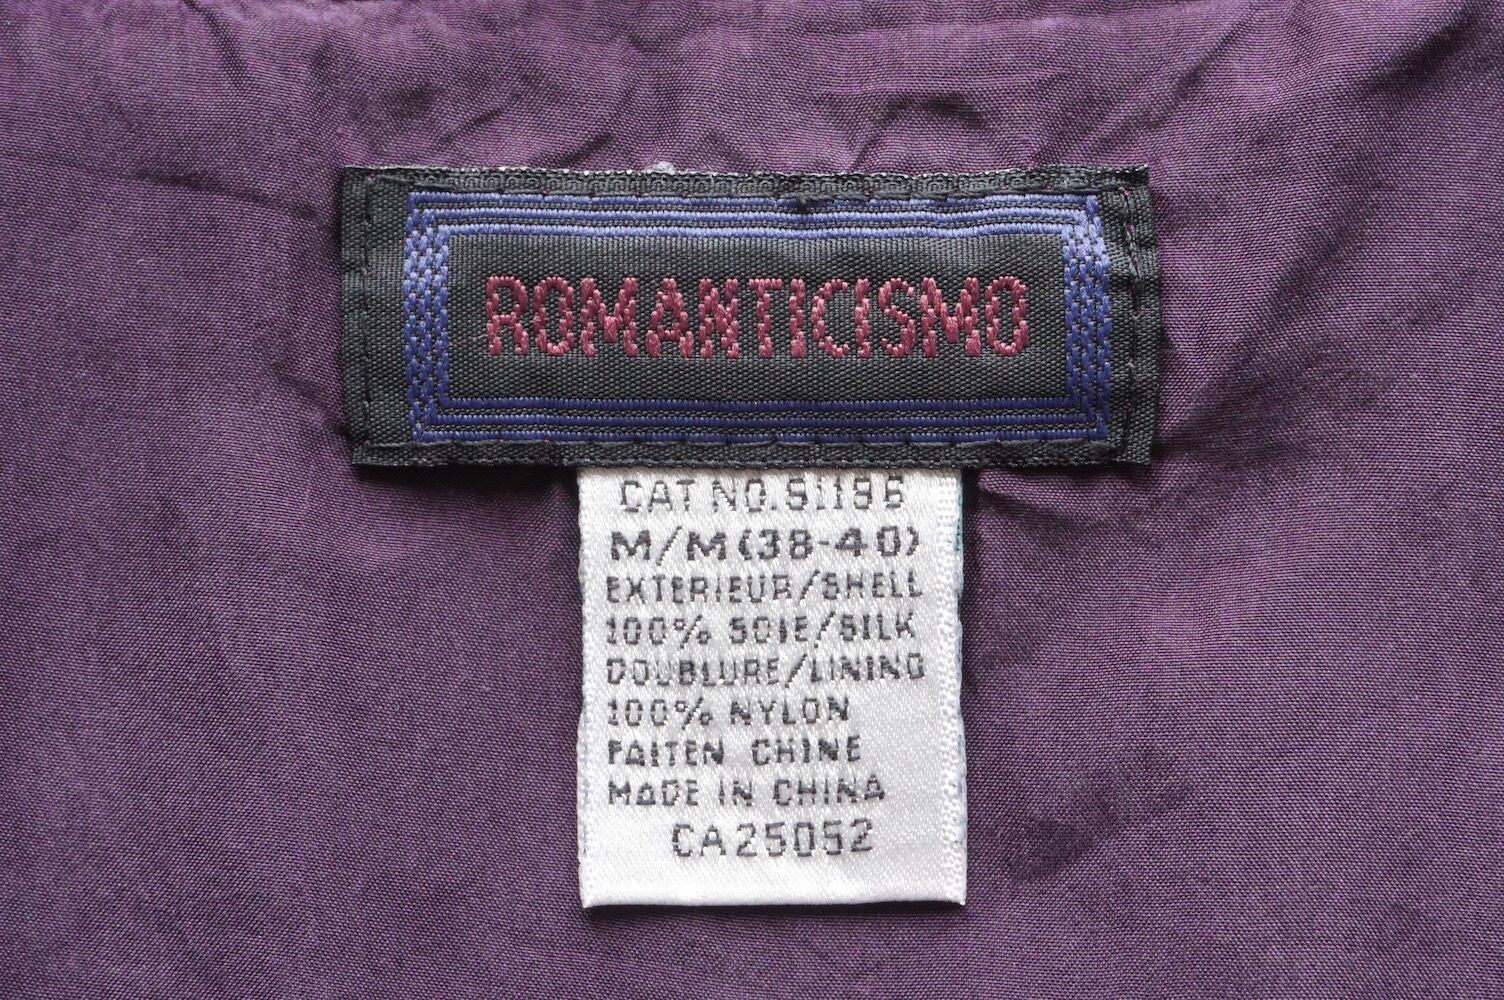 ROMANTICISMO
CAT NO. 51196
M/M (38-40)
EXTERIEUR/SHELL
100% SOIE/SILK
DOUBLURE/LINING
100% NYLON
FAITEN CHINE
MADE IN CHINA
CA25052